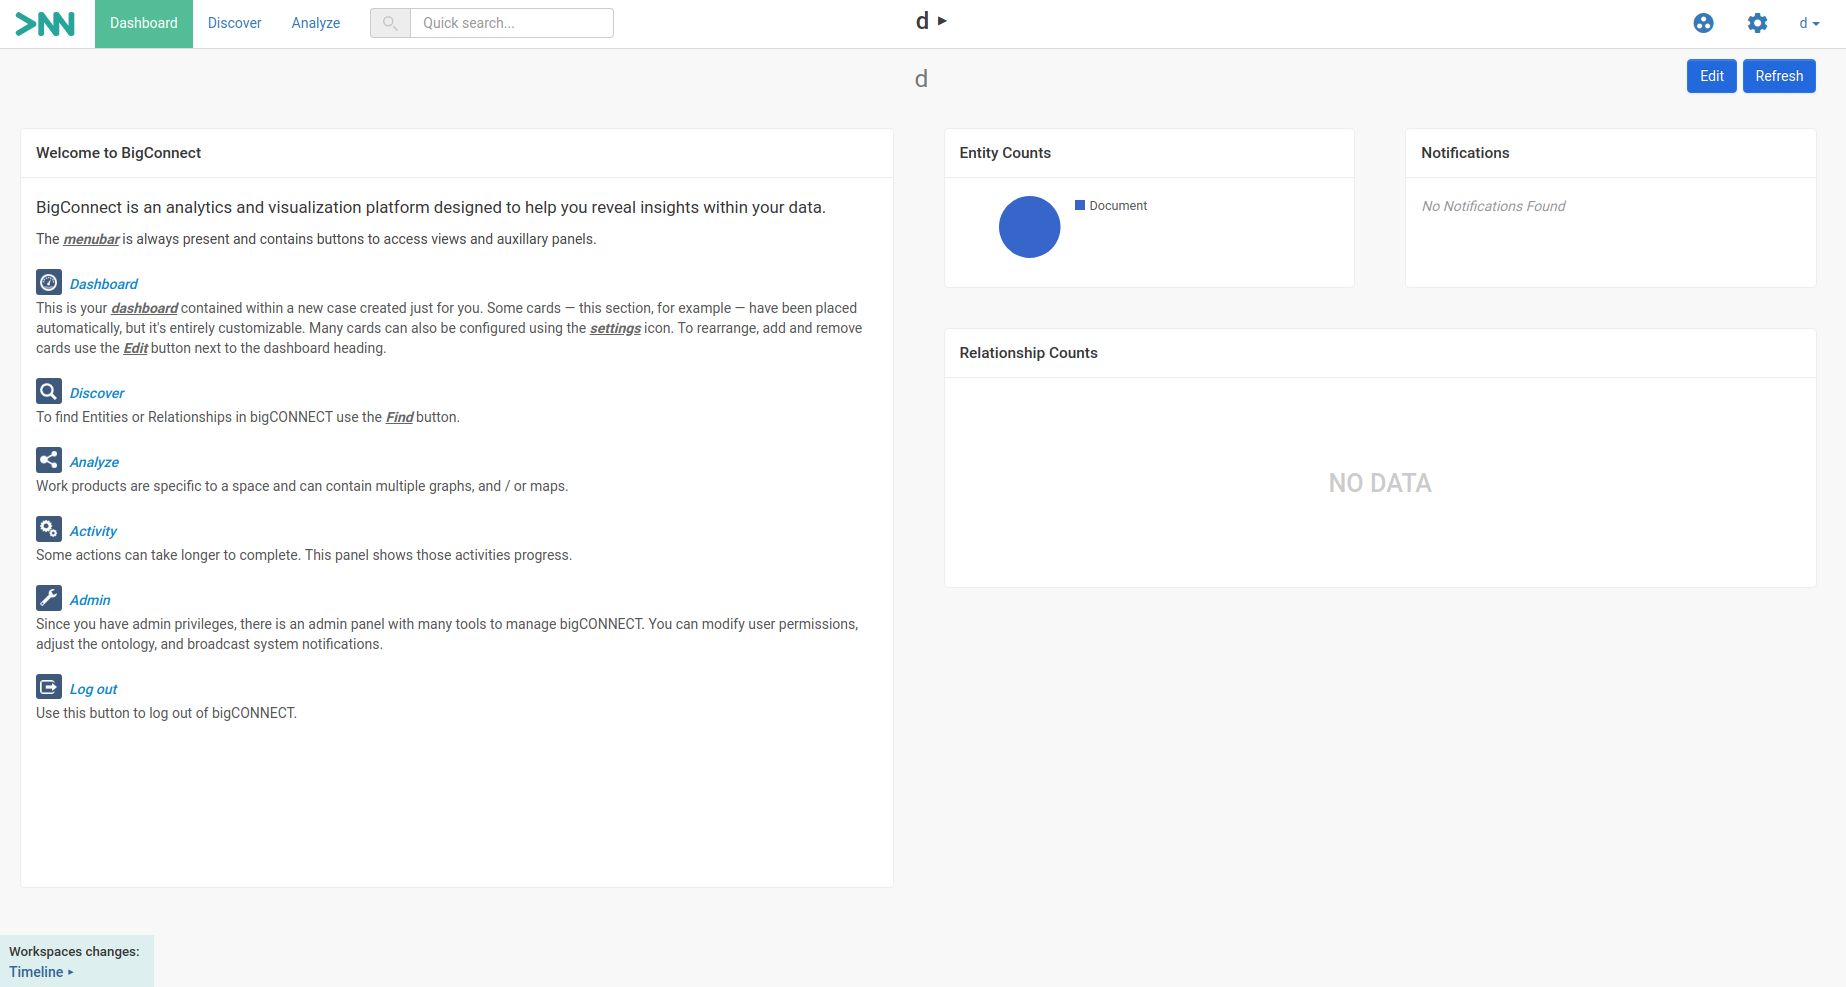 Dashboard
Discover
Analyze
Quick search...
d ▸
d
d
Edit
Refresh
Welcome to BigConnect
BigConnect is an analytics and visualization platform designed to help you reveal insights within your data.
The menubar is always present and contains buttons to access views and auxillary panels.
Dashboard
This is your dashboard contained within a new case created just for you. Some cards — this section, for example — have been placed
automatically, but it's entirely customizable. Many cards can also be configured using the settings icon. To rearrange, add and remove
cards use the Edit button next to the dashboard heading.
Discover
To find Entities or Relationships in bigCONNECT use the Find button.
Analyze
Work products are specific to a space and can contain multiple graphs, and / or maps.
Activity
Some actions can take longer to complete. This panel shows those activities progress.
Admin
Since you have admin privileges, there is an admin panel with many tools to manage bigCONNECT. You can modify user permissions,
adjust the ontology, and broadcast system notifications.
Log out
Use this button to log out of bigCONNECT.
Entity Counts
Document
Notifications
No Notifications Found
Relationship Counts
NO DATA
Workspaces changes:
Timeline ▸